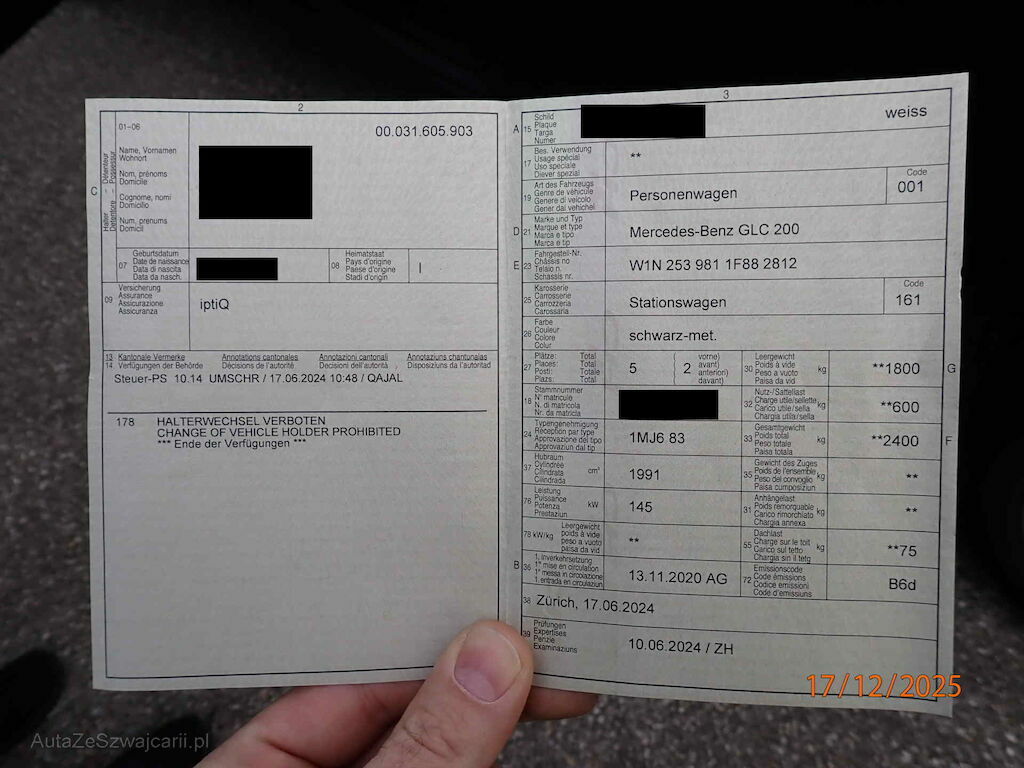 2
01-06
00.031.605.903
C
Halter Détenteur
Detentore Possessur
Name, Vornamen
Wohnort
Nom, prénoms
Domicile
Cognome, nomi
Domicilio
Num, prenums
Domicil
07
Geburtsdatum
Date de naissance
Data di nascita
Data da nasch.
08
Heimatstaat
Pays d'origine
Paese d'origine
Stadi d'origin
09
Versicherung
Assurance
Assicurazione
Assicuranza
iptiQ
13 Kantonale Vermerke Annotations cantonales Annotazioni cantonali Annotaziuns chantunalas
14 Verfügungen der Behörde Décisions de l'autorité Decisioni dell'autorità Disposiziuns da l'autoritad
Steuer-PS 10.14 UMSCHR / 17.06.2024 10:48 / QAJAL
178 HALTERWECHSEL VERBOTEN
CHANGE OF VEHICLE HOLDER PROHIBITED
*** Ende der Verfügungen ***
3
A 15
Schild
Plaque
Targa
Numer
weiss
17
Bes. Verwendung
Usage spécial
Uso speciale
Diever spezial
**
19
Art des Fahrzeugs
Genre de véhicule
Genere di veicolo
Gener dal vehichel
Personenwagen
Code
001
D 21
Marke und Typ
Marque et type
Marca e tipo
Marca e tip
Mercedes-Benz GLC 200
E 23
Fahrgestell-Nr.
Châssis no
Telaio n.
Schassis nr.
W1N 253 981 1F88 2812
25
Karosserie
Carrosserie
Carrozzeria
Carossaria
Stationswagen
Code
161
26
Farbe
Couleur
Colore
Colur
schwarz-met.
27
Plätze: Total
Places: Total
Posti: Totale
Plazs: Total
5 ( 2 vorne)
avant)
anteriori)
davant)
30
Leergewicht
Poids à vide
Peso a vuoto
Paisa da vid
kg
**1800
G
18
Stammnummer
N° matricule
N. di matricola
Nr. da matricla
32
Nutz-/Sattellast
Charge utile/sellette
Carico utile/sella
Chargia utila/sella
kg
**600
24
Typengenehmigung
Réception par type
Approvazione del tipo
Approvaziun dal tip
1MJ6 83
33
Gesamtgewicht
Poids total
Peso totale
Paisa totala
kg
**2400
F
37
Hubraum
Cylindrée
Cilindrata
Cilindrada
cm³
1991
35
Gewicht des Zuges
Poids de l'ensemble
Peso del convoglio
Paisa cumposiziun
kg
**
76
Leistung
Puissance
Potenza
Prestaziun
kW
145
31
Anhängelast
Poids remorquable
Carico rimorchiato
Chargia annexa
kg
**
78 kW/kg
Leergewicht
poids à vide
peso a vuoto
paisa da vid
**
55
Dachlast
Charge sur le toit
Carico sul tetto
Chargia sin il tetg
kg
**75
B 36
1. Inverkehrsetzung
1re mise en circulation
1a messa in circolazione
1. entrada en circulaziun
13.11.2020 AG
72
Emissionscode
Code émissions
Codice emissioni
Code d'emissiuns
B6d
38 Zürich, 17.06.2024
39
Prüfungen
Expertises
Perizie
Examinaziuns
10.06.2024 / ZH
17/12/2025
AutaZeSzwajcarii.pl